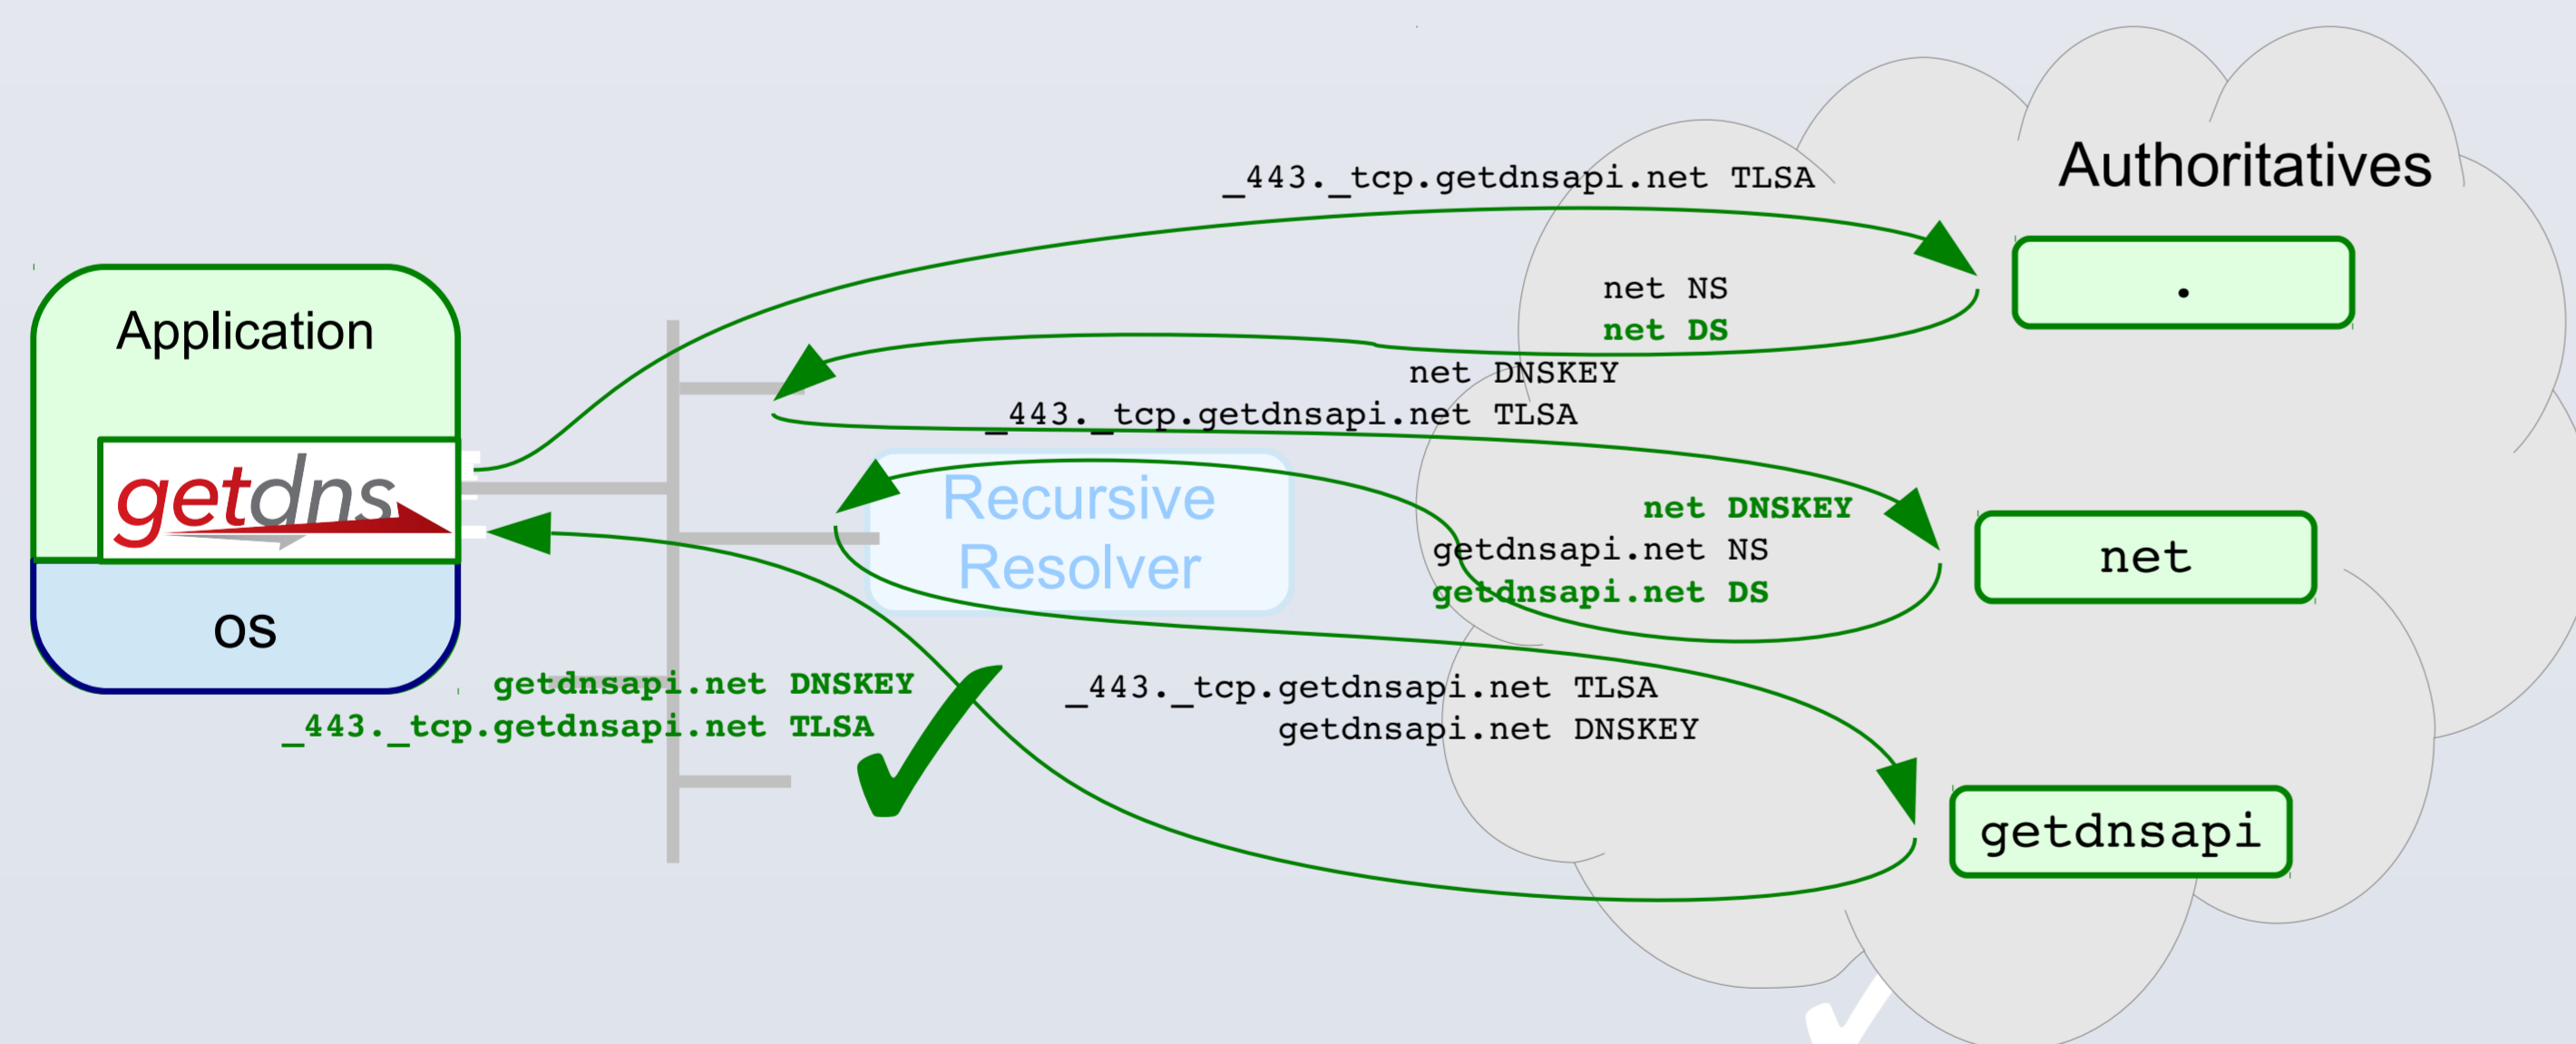 _443._tcp.getdnsapi.net TLSA
Authoritatives
.
net NS
net DS
Application
net DNSKEY
_443._tcp.getdnsapi.net TLSA
getdns
Recursive
Resolver
net DNSKEY
getdnsapi.net NS
getdnsapi.net DS
net
os
getdnsapi.net DNSKEY
_443._tcp.getdnsapi.net TLSA
_443._tcp.getdnsapi.net TLSA
getdnsapi.net DNSKEY
getdnsapi